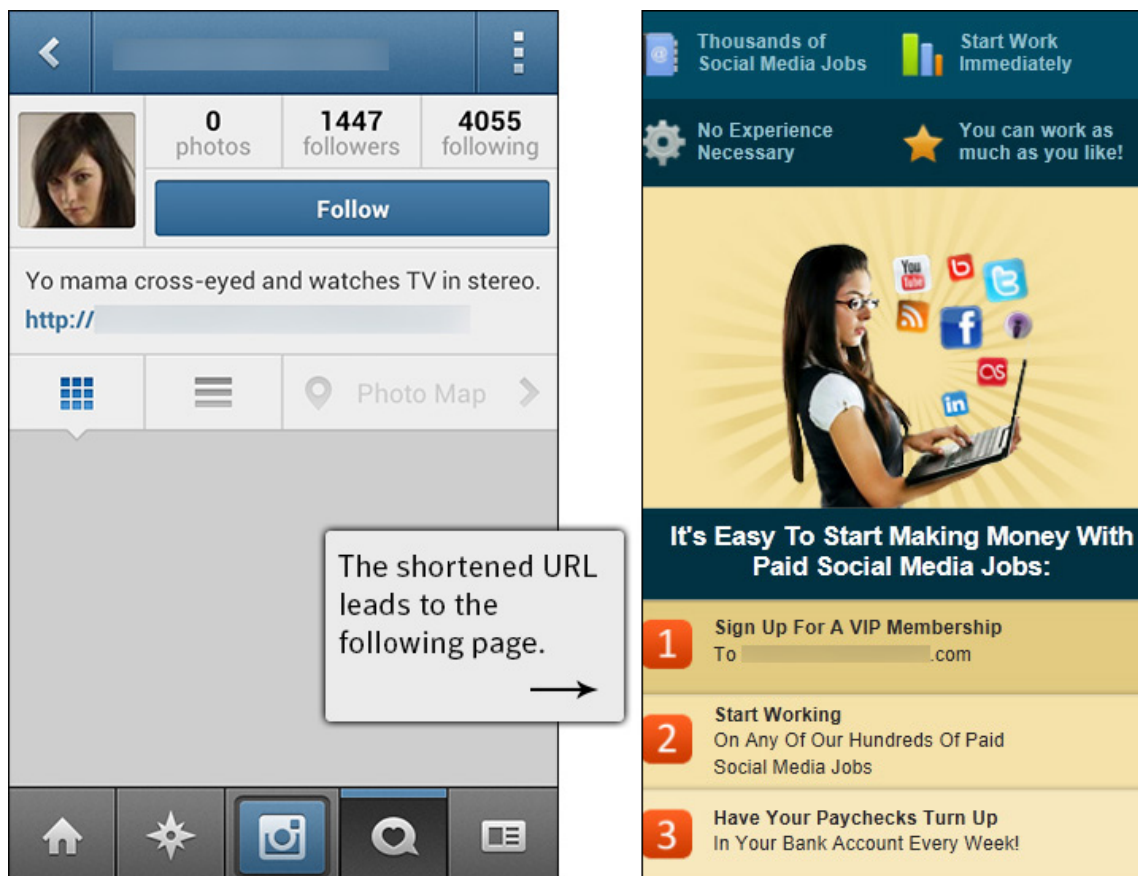 0
photos
1447
followers
4055
following
Follow
Yo mama cross-eyed and watches TV in stereo.
http://
Photo Map
The shortened URL
leads to the
following page.
Thousands of
Social Media Jobs
Start Work
Immediately
No Experience
Necessary
You can work as
much as you like!
You
Tube
f
in
It's Easy To Start Making Money With
Paid Social Media Jobs:
1
Sign Up For A VIP Membership
To .com
2
Start Working
On Any Of Our Hundreds Of Paid
Social Media Jobs
3
Have Your Paychecks Turn Up
In Your Bank Account Every Week!